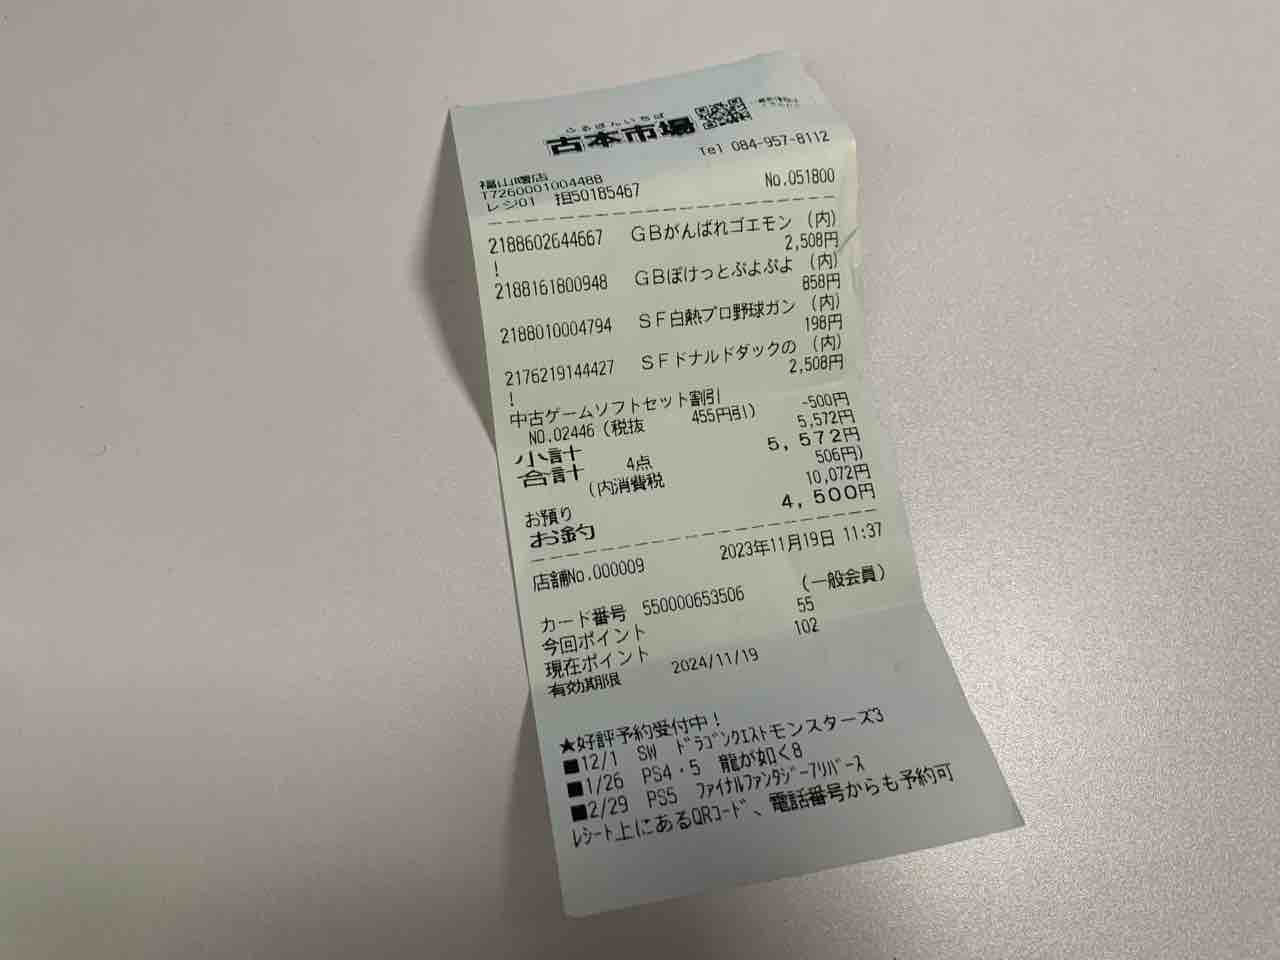 ふるほんいちば
古本市場
Tel 084-957-8112
福山曙店
T7260001004488
レジ01 担50185467 No.051800
2188602644667 GBがんばれゴエモン (内)
! 2,508円
2188161800948 GBぽけっとぷよぷよ (内)
858円
2188010004794 SF白熱プロ野球ガン (内)
198円
2176219144427 SFドナルドダックの (内)
! 2,508円
中古ゲームソフトセット割引 -500円
NO.02446 (税抜 455円引) 5,572円
小計 5,572円
合計 4点
(内消費税 506円)
お預り 10,072円
お釣 4,500円
店舗No.000009 2023年11月19日 11:37
カード番号 550000653506 (一般会員)
今回ポイント 55
現在ポイント 102
有効期限 2024/11/19
★好評予約受付中!
■12/1 SW ドラゴンクエストモンスターズ3
■1/26 PS4・5 龍が如く8
■2/29 PS5 ファイナルファンタジー7リバース
レシート上にあるQRコード、電話番号からも予約可